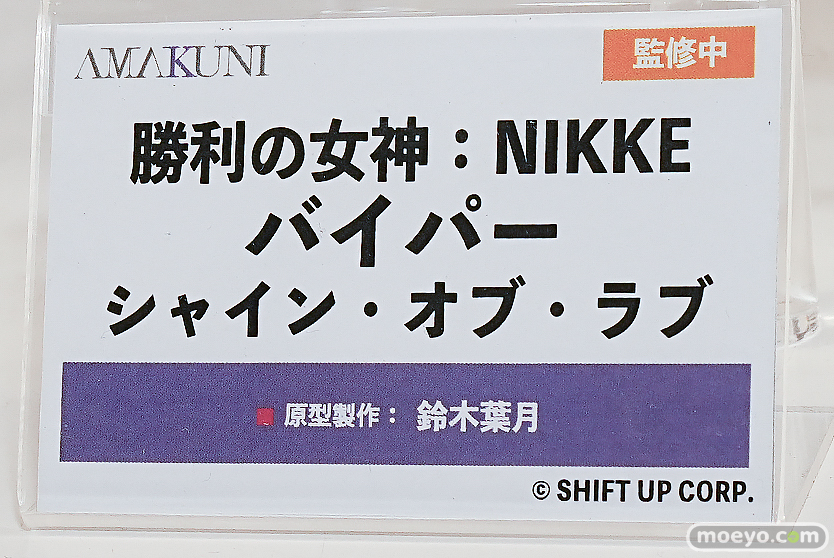 AMAKUNI
監修中
勝利の女神：NIKKE
バイパー
シャイン・オブ・ラブ
■ 原型製作： 鈴木葉月
© SHIFT UP CORP.
moeyo.com